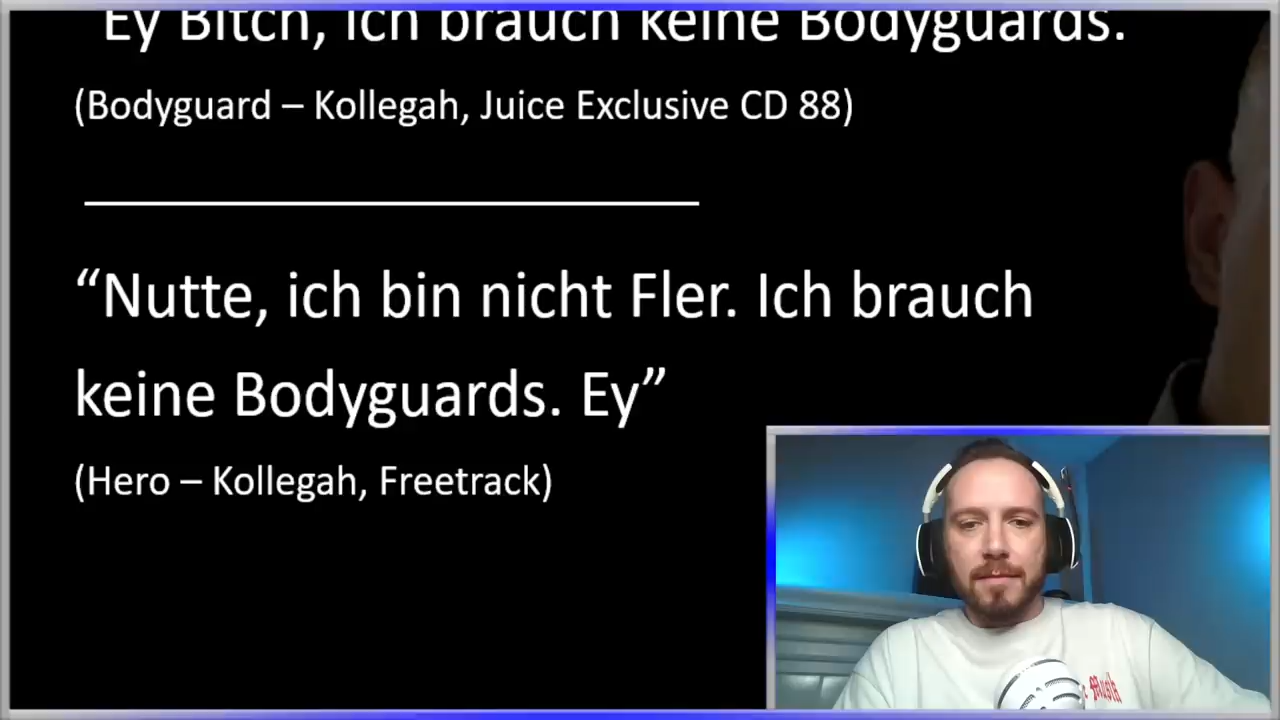 Ey Bitch, ich brauch keine Bodyguards.
(Bodyguard – Kollegah, Juice Exclusive CD 88)
“Nutte, ich bin nicht Fler. Ich brauch
keine Bodyguards. Ey”
(Hero – Kollegah, Freetrack)
Musik